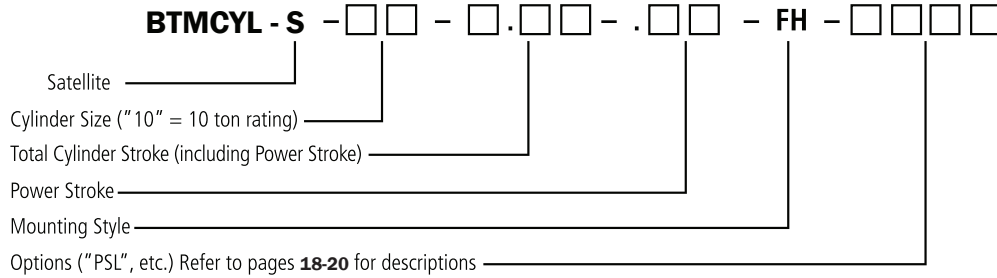 BTMCYL - S – □□ – □.□□ – .□□ – FH – □□□□
Satellite
Cylinder Size ("10" = 10 ton rating)
Total Cylinder Stroke (including Power Stroke)
Power Stroke
Mounting Style
Options ("PSL", etc.) Refer to pages 18-20 for descriptions